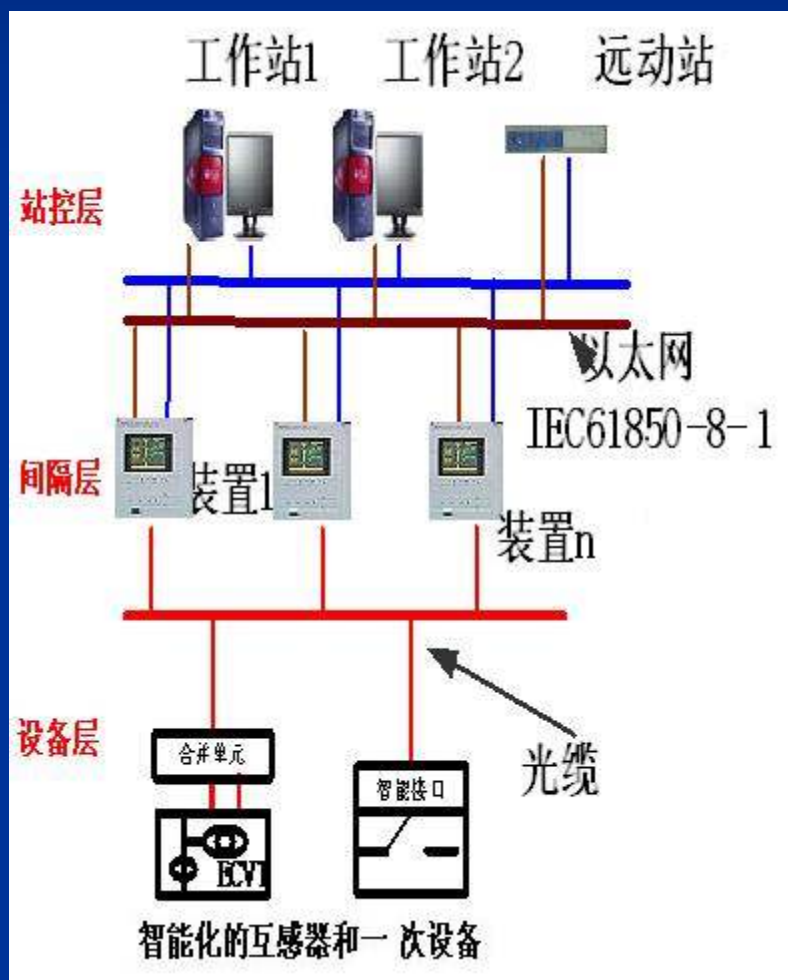 工作站1 工作站2 远动站
站控层
以太网
IEC61850-8-1
间隔层
装置1
装置n
设备层
合并单元
智能接口
光缆
智能化的互感器和一次设备